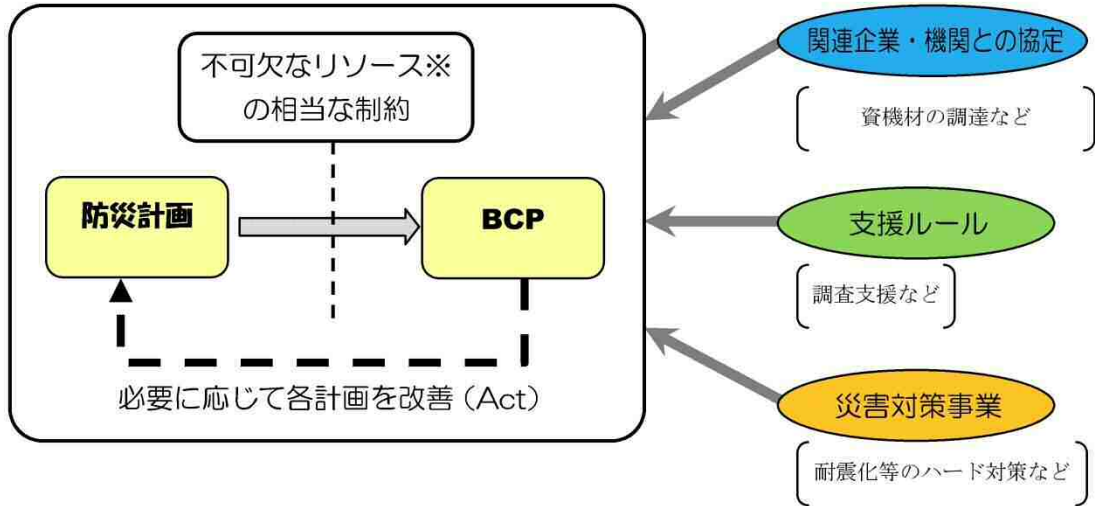 不可欠なリソース※
の相当な制約
防災計画
BCP
必要に応じて各計画を改善(Act)
関連企業・機関との協定
資機材の調達など
支援ルール
調査支援など
災害対策事業
耐震化等のハード対策など